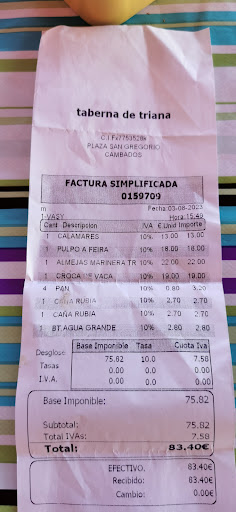 taberna de triana
PLAZA SAN GREGORIO
CAMBADOS
FACTURA SIMPLIFICADA
0159709
m Fecha 03-08-2023
1-VASY Hora:15:49
Cant Descripcion IVA € Unid Importe
1 CALAMARES 10% 13.00 13.00
1 PULPO A FEIRA 10% 18.00 18.00
1 ALMEJAS MARINERA TR 10% 22.00 22.00
1 CROCA VACA 10% 19.00 19.00
4 PAN 10% 0.80 3.20
1 CAÑA RUBIA 10% 2.70 2.70
1 CAÑA RUBIA 10% 2.70 2.70
1 BT.AGUA GRANDE 10% 2.80 2.80
Base Imponible Tasa Cuota Iva
Desglose 75.82 10.0 7.58
Tasas 0.00 0.0 0.00
I.V.A. 0.00 0.0 0.00
Base Imponible: 75.82
Subtotal: 75.82
Total IVAs: 7.58
Total: 83.40€
EFECTIVO. 83.40€
Recibido: 83.40€
Cambio: 0.00€